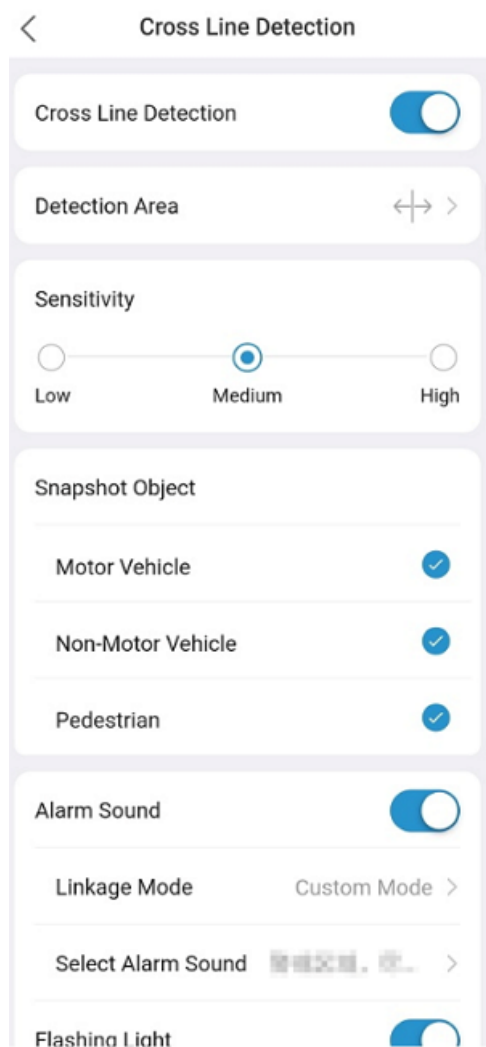 Cross Line Detection
Cross Line Detection
Detection Area
Sensitivity
Low Medium High
Snapshot Object
Motor Vehicle
Non-Motor Vehicle
Pedestrian
Alarm Sound
Linkage Mode Custom Mode
Select Alarm Sound
Flashing Light